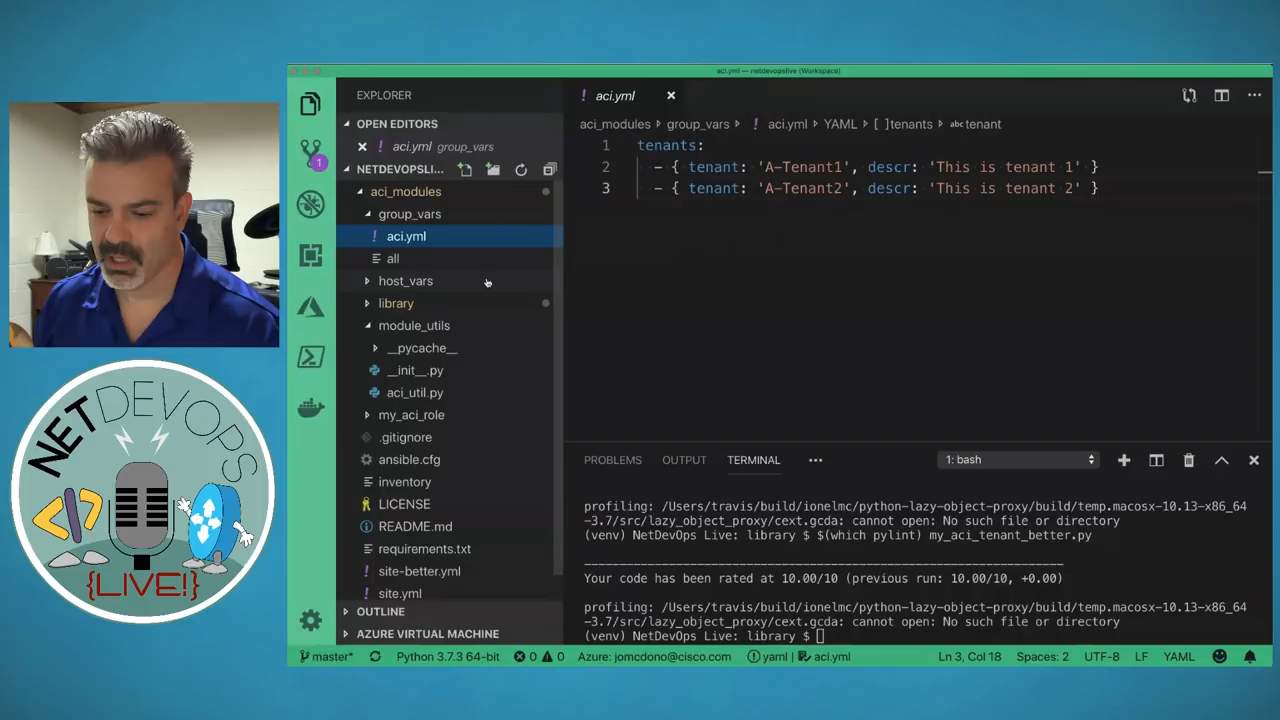 aci.yml — netdevopslive (Workspace)
EXPLORER
OPEN EDITORS
aci.yml group_vars
NETDEVOPSLI...
aci_modules
group_vars
! aci.yml
all
host_vars
library
module_utils
__pycache__
__init__.py
aci_util.py
my_aci_role
.gitignore
ansible.cfg
inventory
LICENSE
README.md
requirements.txt
site-better.yml
site.yml
OUTLINE
AZURE VIRTUAL MACHINE
! aci.yml
aci_modules › group_vars › ! aci.yml › YAML › [ ]tenants › abc tenant
1 tenants:
2 - { tenant: 'A-Tenant1', descr: 'This is tenant 1' }
3 - { tenant: 'A-Tenant2', descr: 'This is tenant 2' }
PROBLEMS OUTPUT TERMINAL ••• 1: bash
profiling: /Users/travis/build/ionelmc/python-lazy-object-proxy/build/temp.macosx-10.13-x86_64
-3.7/src/lazy_object_proxy/cext.gcda: cannot open: No such file or directory
(venv) NetDevOps Live: library $ $(which pylint) my_aci_tenant_better.py
--------------------------------------------------------------------
Your code has been rated at 10.00/10 (previous run: 10.00/10, +0.00)
profiling: /Users/travis/build/ionelmc/python-lazy-object-proxy/build/temp.macosx-10.13-x86_64
-3.7/src/lazy_object_proxy/cext.gcda: cannot open: No such file or directory
(venv) NetDevOps Live: library $
master* Python 3.7.3 64-bit 0 0 Azure: jomcdono@cisco.com yaml | aci.yml Ln 3, Col 18 Spaces: 2 UTF-8 LF YAML
1
NETDEVOPS
</>
{LIVE!}